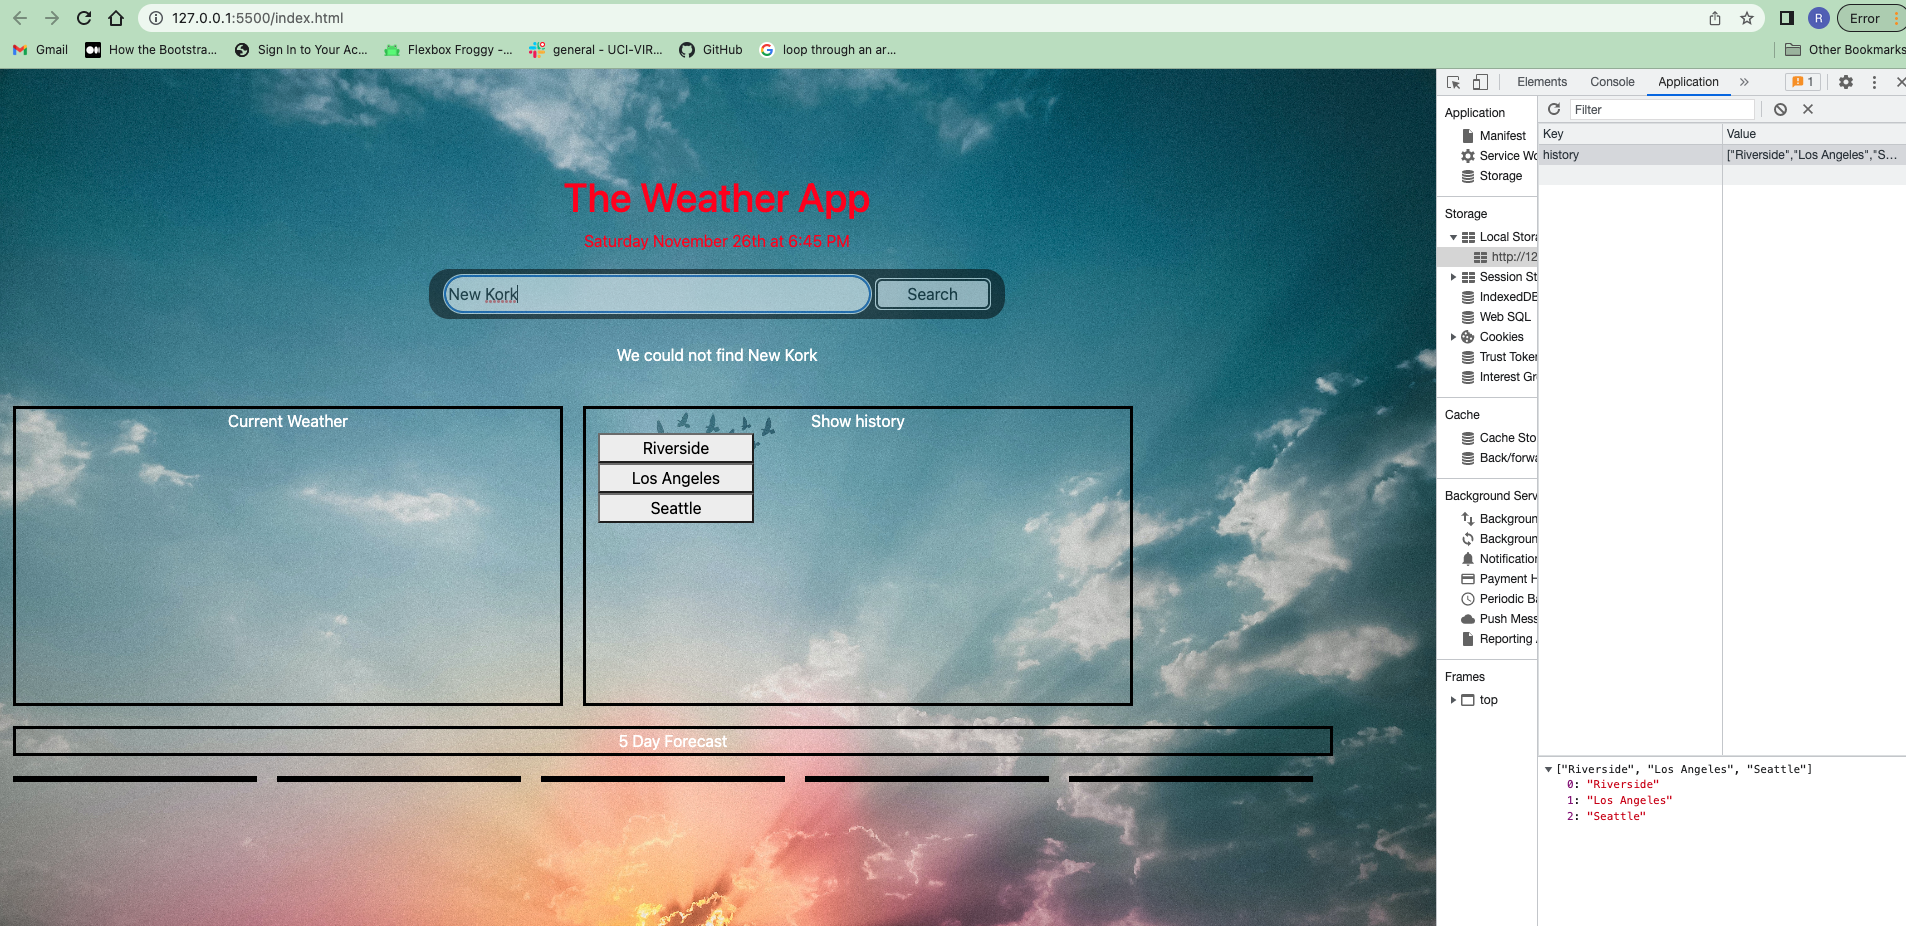 127.0.0.1:5500/index.html
R
Error
Gmail
How the Bootstra...
Sign In to Your Ac...
Flexbox Froggy -...
general - UCI-VIR...
GitHub
loop through an ar...
Other Bookmarks
The Weather App
Saturday November 26th at 6:45 PM
New Kork
Search
We could not find New Kork
Current Weather
Show history
Riverside
Los Angeles
Seattle
5 Day Forecast
Elements
Console
Application
»
1
Application
Manifest
Service Wo
Storage
Storage
Local Stora
http://12
Session St
IndexedDB
Web SQL
Cookies
Trust Token
Interest Gr
Cache
Cache Sto
Back/forwa
Background Serv
Backgroun
Backgroun
Notification
Payment H
Periodic Ba
Push Mess
Reporting
Frames
top
Filter
Key
Value
history
["Riverside","Los Angeles","S...
["Riverside", "Los Angeles", "Seattle"]
0: "Riverside"
1: "Los Angeles"
2: "Seattle"